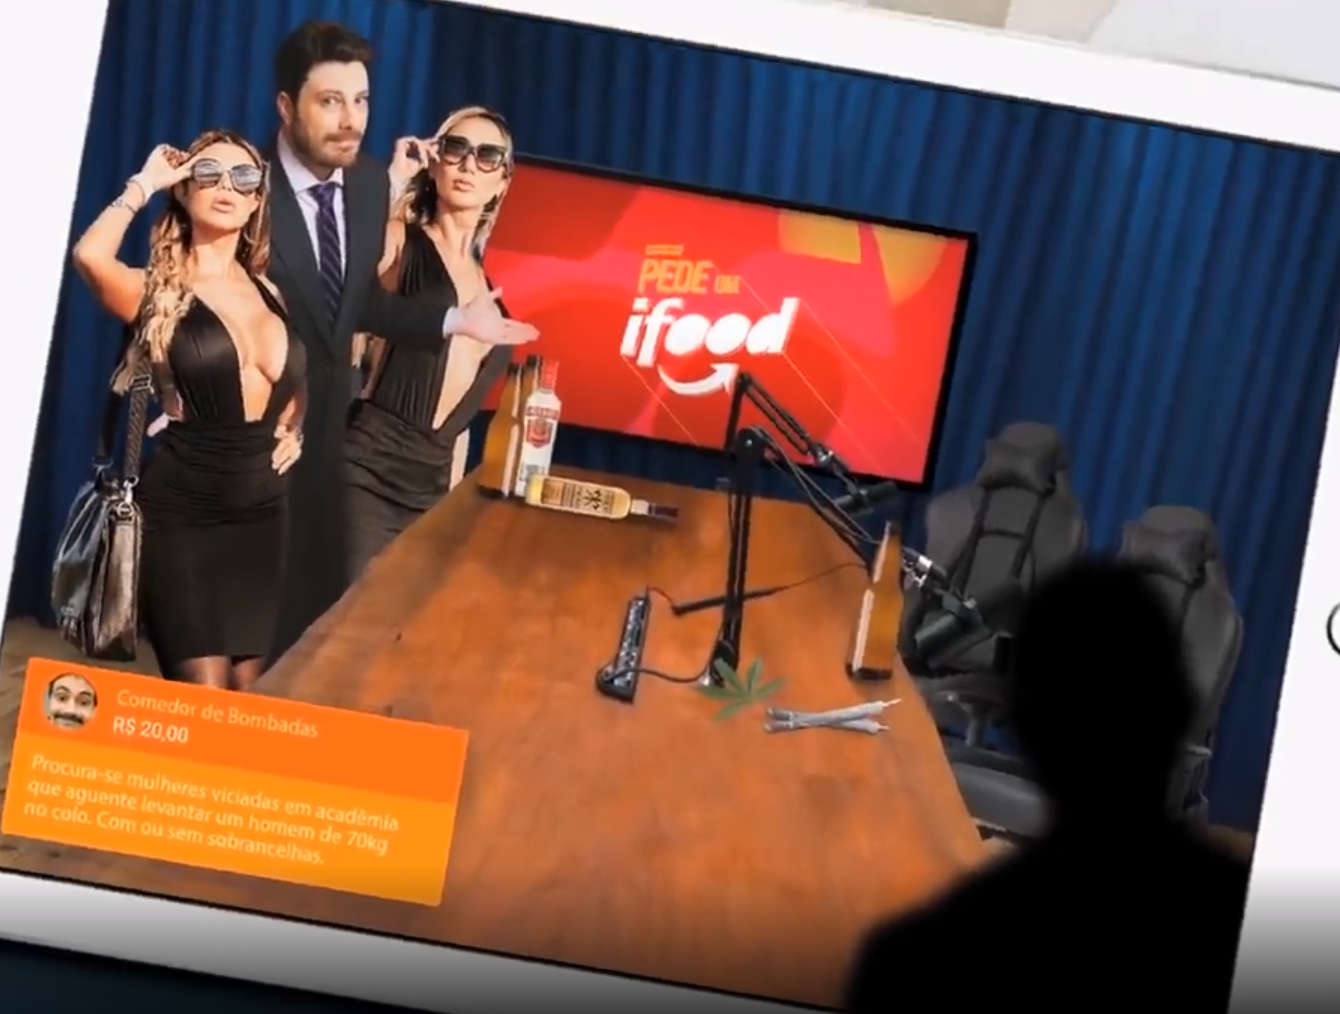 PEDE UM
ifood
Comedor de Bombadas
R$ 20,00
Procura-se mulheres viciadas em acadêmia
que aguente levantar um homem de 70kg
no colo. Com ou sem sobrancelhas.